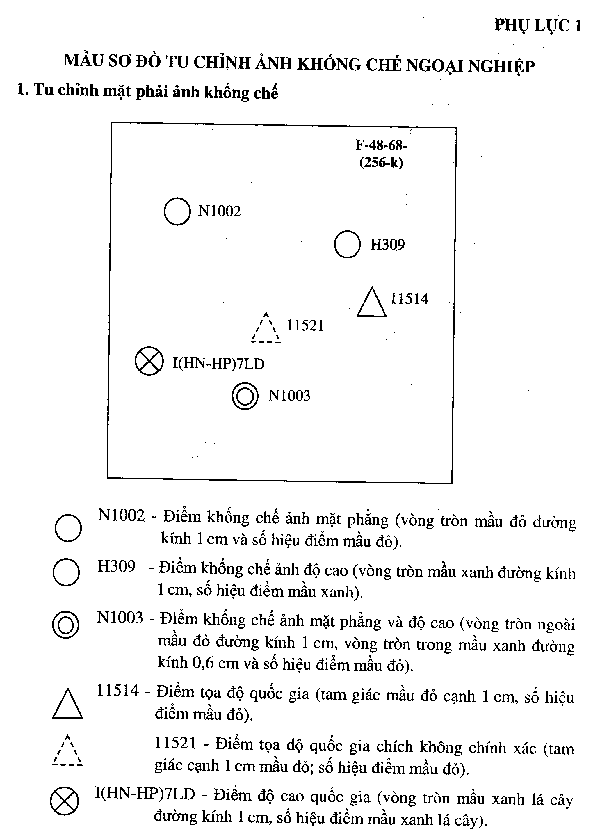 PHỤ LỤC 1
MẪU SƠ ĐỒ TU CHỈNH ẢNH KHỐNG CHẾ NGOẠI NGHIỆP
1. Tu chỉnh mặt phải ảnh khống chế
F-48-68-
(256-k)
N1002
H309
11514
11521
I(HN-HP)7LD
N1003
N1002 - Điểm khống chế ảnh mặt phẳng (vòng tròn mầu đỏ đường
kính 1 cm và số hiệu điểm mầu đỏ).
H309 - Điểm khống chế ảnh độ cao (vòng tròn mầu xanh đường kính
1 cm, số hiệu điểm mầu xanh).
N1003 - Điểm khống chế ảnh mặt phẳng và độ cao (vòng tròn ngoài
mầu đỏ đường kính 1 cm, vòng tròn trong mầu xanh đường
kính 0,6 cm và số hiệu điểm mầu đỏ).
11514 - Điểm tọa độ quốc gia (tam giác mầu đỏ cạnh 1 cm, số hiệu
điểm mầu đỏ).
11521 - Điểm tọa độ quốc gia chích không chính xác (tam
giác cạnh 1 cm mầu đỏ; số hiệu điểm mầu đỏ).
I(HN-HP)7LD - Điểm độ cao quốc gia (vòng tròn mầu xanh lá cây
đường kính 1 cm, số hiệu điểm mầu xanh lá cây).